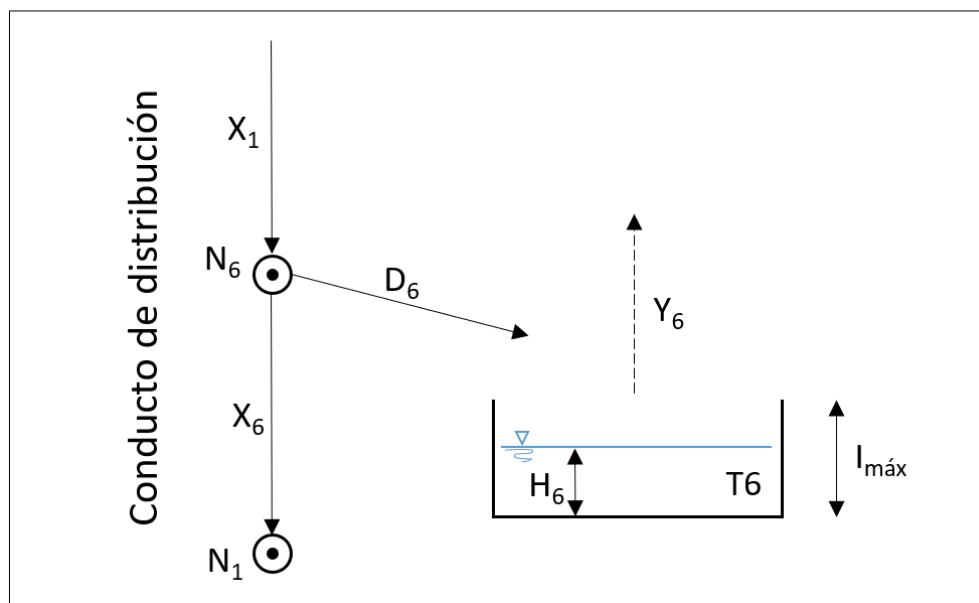 Conducto de distribución
X₁
N₆
D₆
Y₆
X₆
H₆
T6
Iₘáₓ
N₁